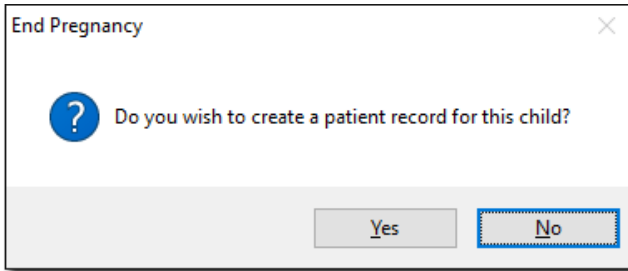 End Pregnancy
?
Do you wish to create a patient record for this child?
Yes
No